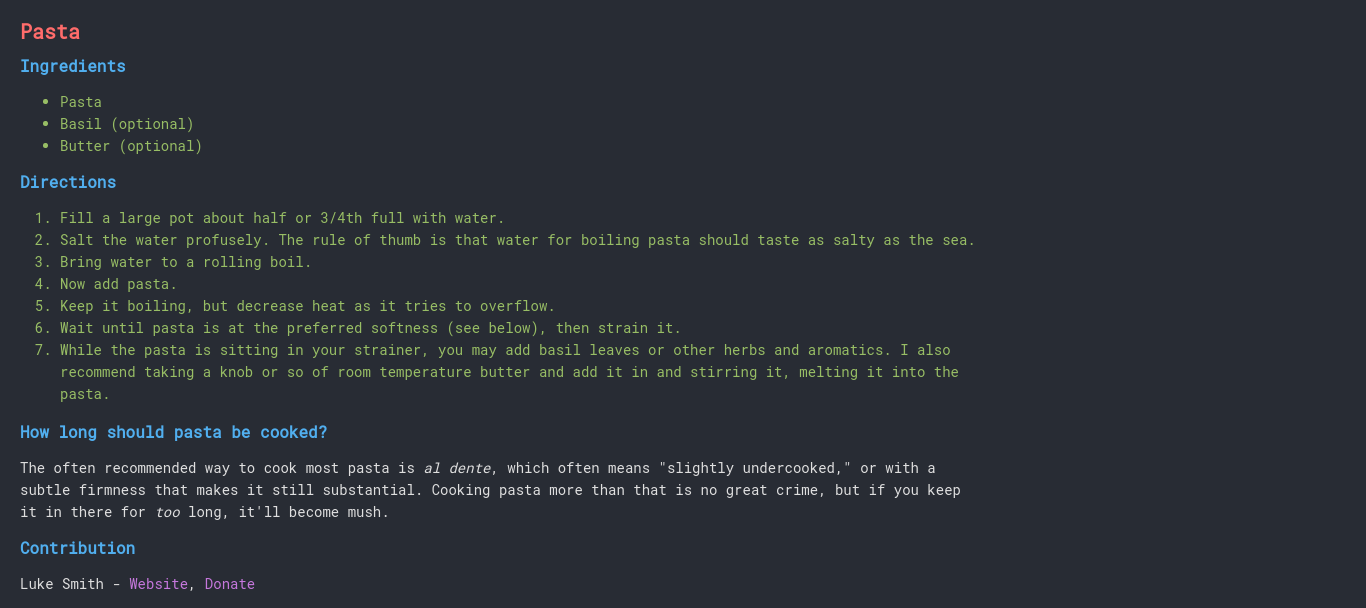 Pasta
Ingredients
• Pasta
• Basil (optional)
• Butter (optional)
Directions
1. Fill a large pot about half or 3/4th full with water.
2. Salt the water profusely. The rule of thumb is that water for boiling pasta should taste as salty as the sea.
3. Bring water to a rolling boil.
4. Now add pasta.
5. Keep it boiling, but decrease heat as it tries to overflow.
6. Wait until pasta is at the preferred softness (see below), then strain it.
7. While the pasta is sitting in your strainer, you may add basil leaves or other herbs and aromatics. I also
recommend taking a knob or so of room temperature butter and add it in and stirring it, melting it into the
pasta.
How long should pasta be cooked?
The often recommended way to cook most pasta is al dente, which often means "slightly undercooked," or with a
subtle firmness that makes it still substantial. Cooking pasta more than that is no great crime, but if you keep
it in there for too long, it'll become mush.
Contribution
Luke Smith - Website, Donate